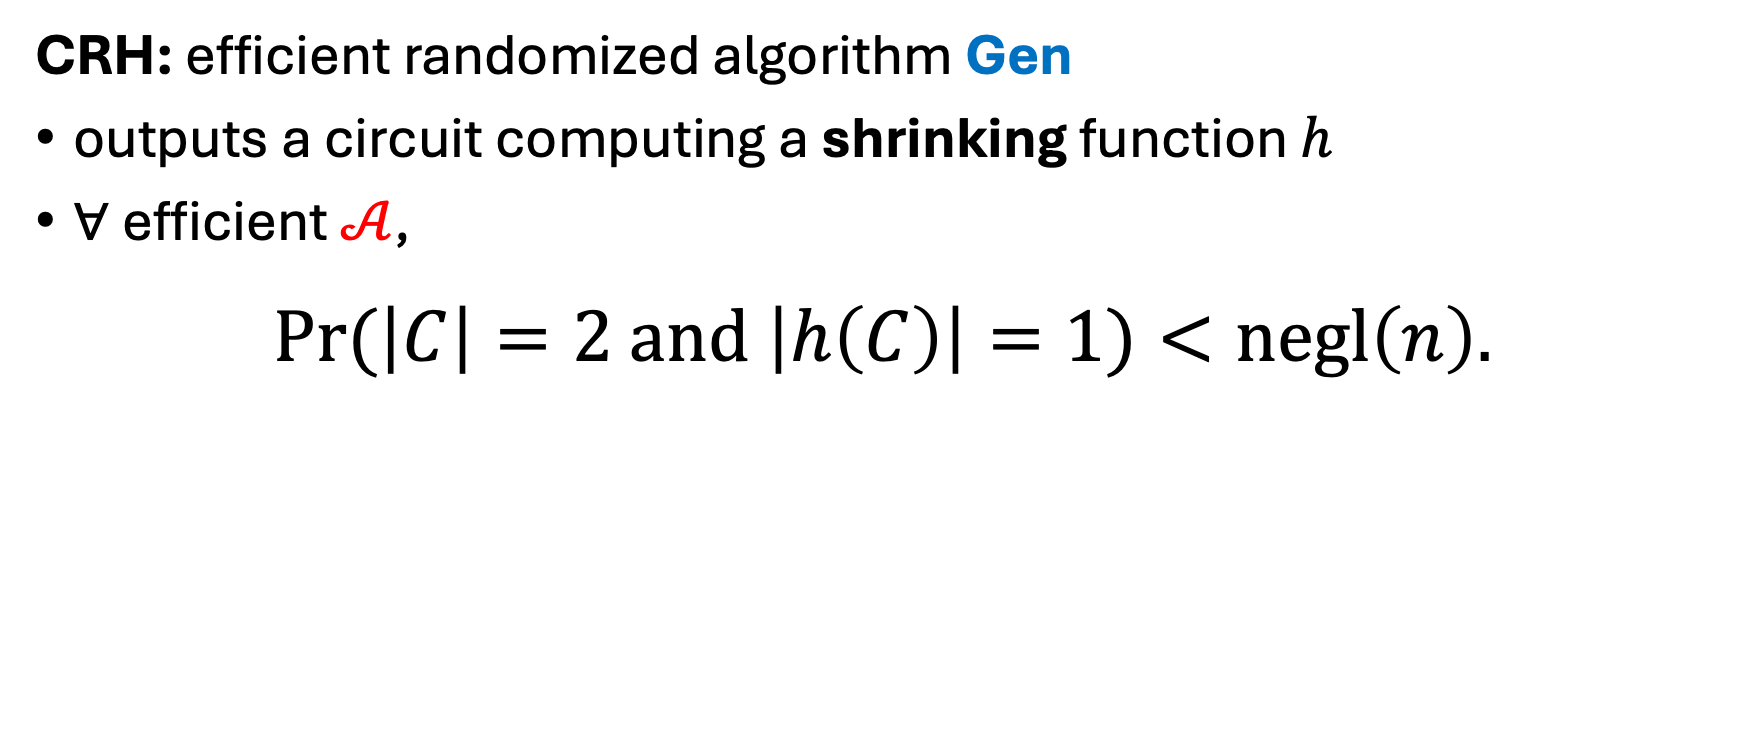 CRH: efficient randomized algorithm Gen
• outputs a circuit computing a shrinking function ℎ
• ∀ efficient 𝒜,
Pr(|𝐶| = 2 and |ℎ(𝐶)| = 1) < negl(𝑛).